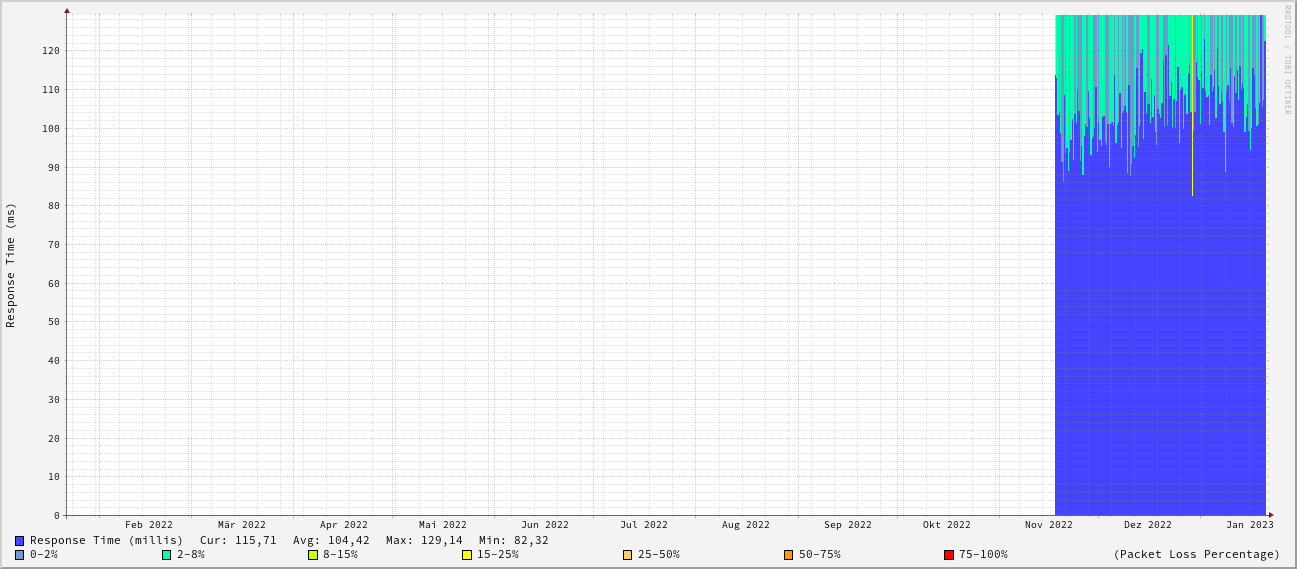 RRDTOOL / TOBI OETIKER
Response Time (ms)
120
110
100
90
80
70
60
50
40
30
20
10
0
Feb 2022 Mär 2022 Apr 2022 Mai 2022 Jun 2022 Jul 2022 Aug 2022 Sep 2022 Okt 2022 Nov 2022 Dez 2022 Jan 2023
Response Time (millis) Cur: 115,71 Avg: 104,42 Max: 129,14 Min: 82,32
0-2% 2-8% 8-15% 15-25% 25-50% 50-75% 75-100% (Packet Loss Percentage)